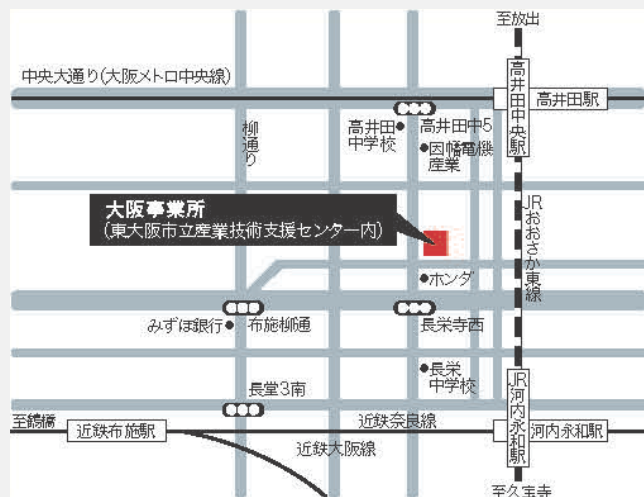 至放出
中央大通り(大阪メトロ中央線)
高井田中央駅
高井田駅
柳通り
高井田
中学校
高井田中5
因幡電機
産業
大阪事業所
(東大阪市立産業技術支援センター内)
JRおおさか東線
ホンダ
みずほ銀行
布施柳通
長栄寺西
長栄
中学校
長堂3南
JR河内永和駅
至鶴橋
近鉄布施駅
近鉄奈良線
河内永和駅
近鉄大阪線
至久宝寺